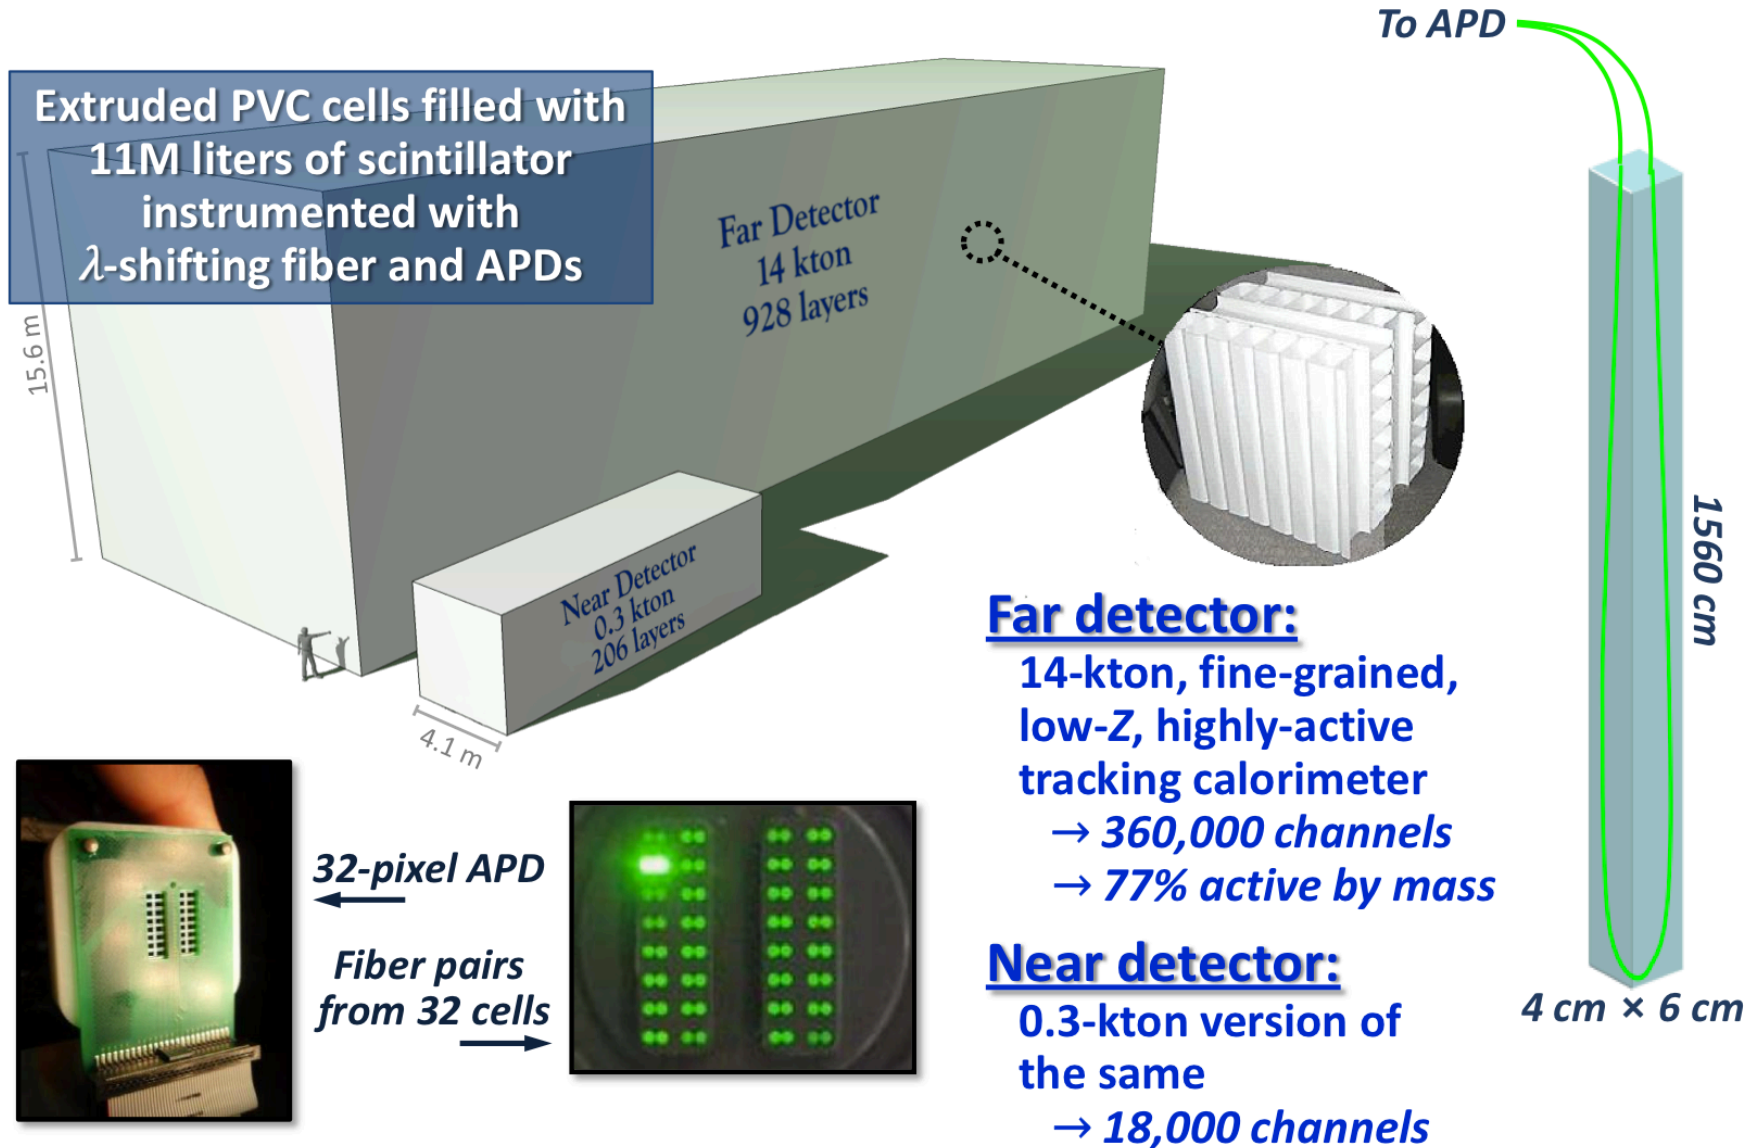 To APD
Extruded PVC cells filled with
11M liters of scintillator
instrumented with
λ-shifting fiber and APDs
Far Detector
14 kton
928 layers
15.6 m
Near Detector
0.3 kton
206 layers
4.1 m
1560 cm
4 cm × 6 cm
32-pixel APD
Fiber pairs
from 32 cells
Far detector:
14-kton, fine-grained,
low-Z, highly-active
tracking calorimeter
→ 360,000 channels
→ 77% active by mass
Near detector:
0.3-kton version of
the same
→ 18,000 channels